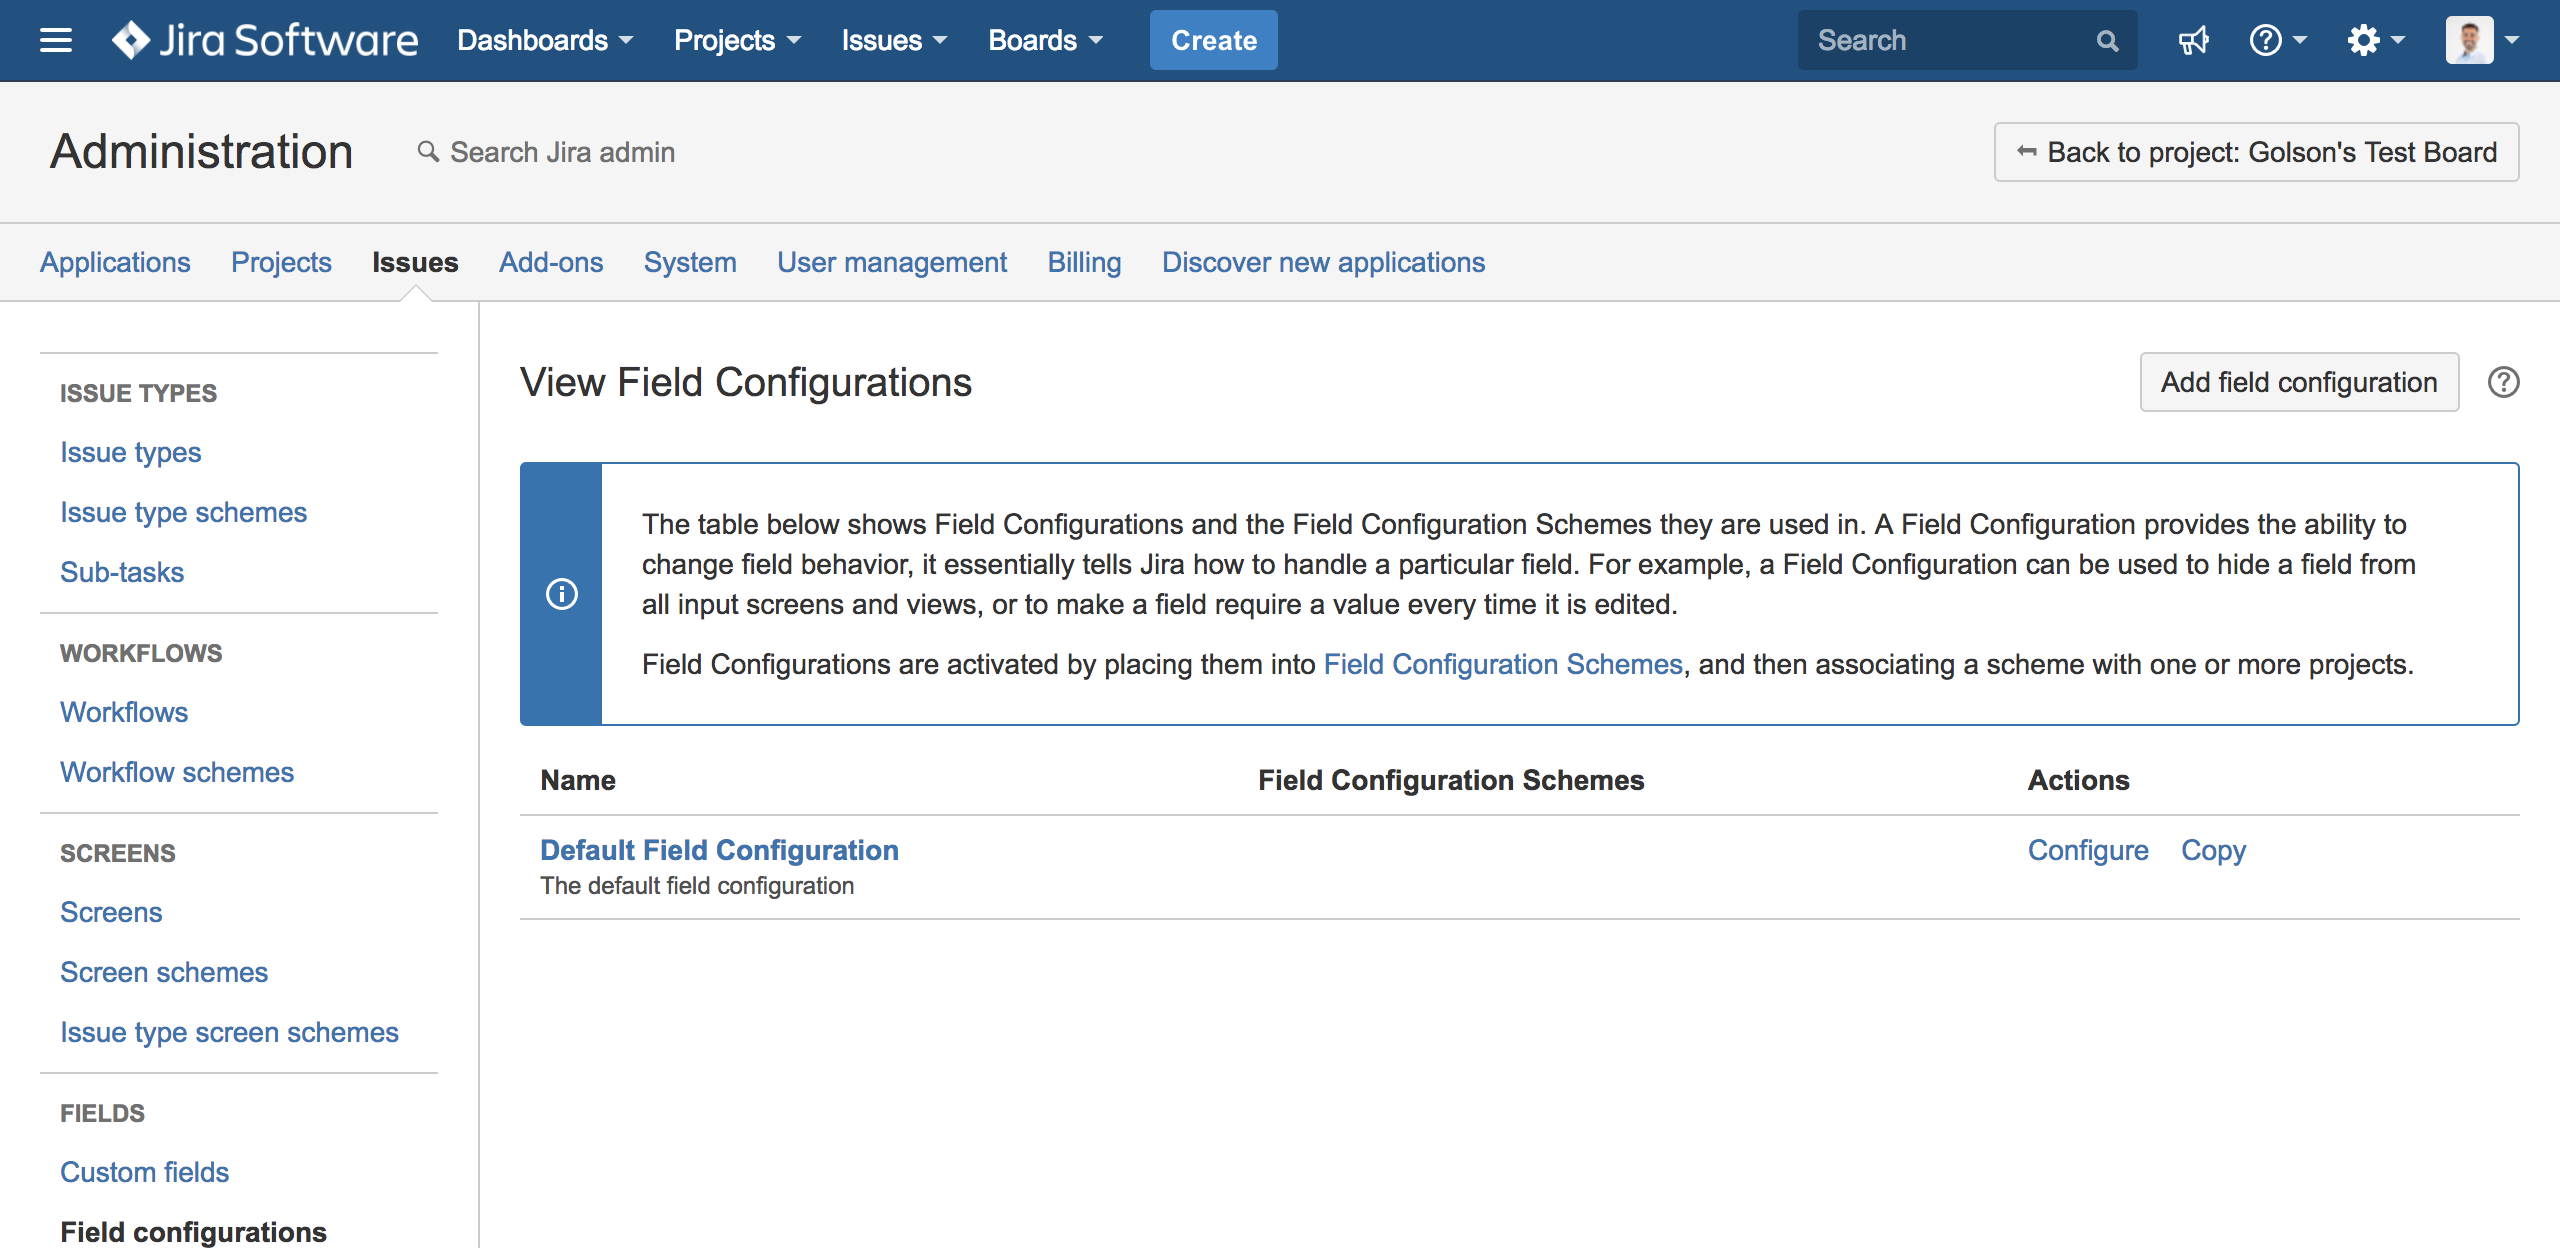 Jira Software Dashboards Projects Issues Boards Create Search
Administration Search Jira admin Back to project: Golson's Test Board
Applications Projects Issues Add-ons System User management Billing Discover new applications
ISSUE TYPES
Issue types
Issue type schemes
Sub-tasks
WORKFLOWS
Workflows
Workflow schemes
SCREENS
Screens
Screen schemes
Issue type screen schemes
FIELDS
Custom fields
Field configurations
View Field Configurations Add field configuration
The table below shows Field Configurations and the Field Configuration Schemes they are used in. A Field Configuration provides the ability to
change field behavior, it essentially tells Jira how to handle a particular field. For example, a Field Configuration can be used to hide a field from
all input screens and views, or to make a field require a value every time it is edited.
Field Configurations are activated by placing them into Field Configuration Schemes, and then associating a scheme with one or more projects.
Name Field Configuration Schemes Actions
Default Field Configuration Configure Copy
The default field configuration